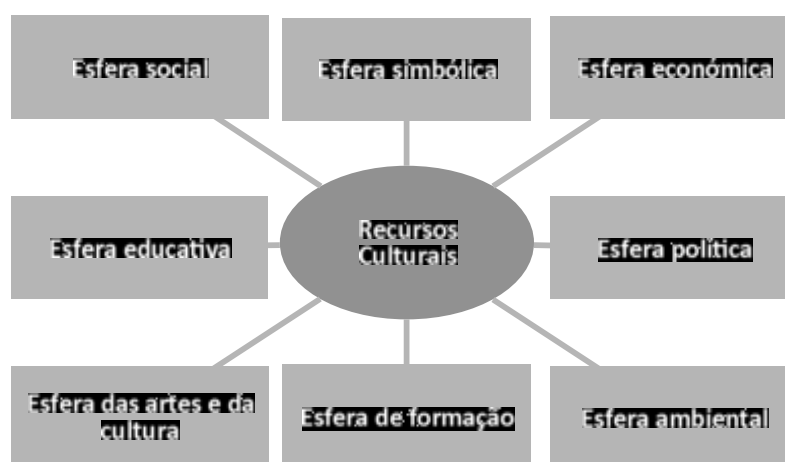 Esfera social
Esfera simbólica
Esfera económica
Esfera educativa
Recursos
Culturais
Esfera política
Esfera das artes e da
cultura
Esfera de formação
Esfera ambiental